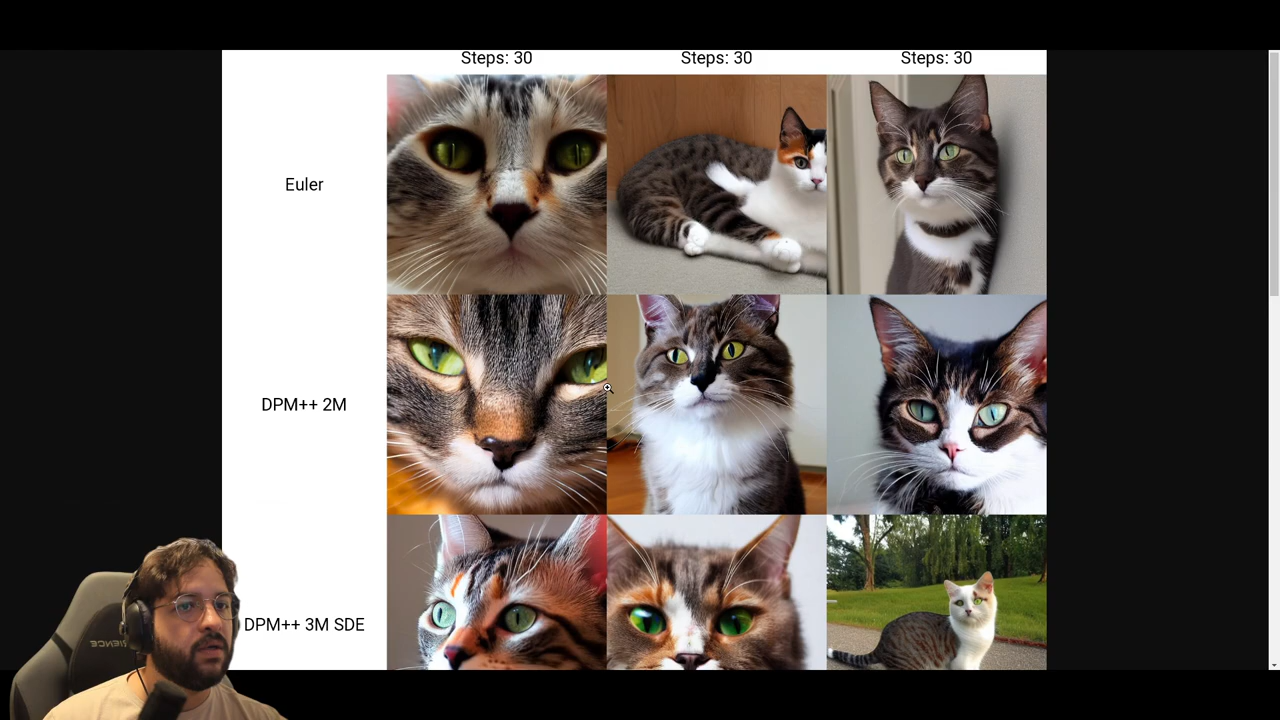 Steps: 30 Steps: 30 Steps: 30
Euler
DPM++ 2M
DPM++ 3M SDE